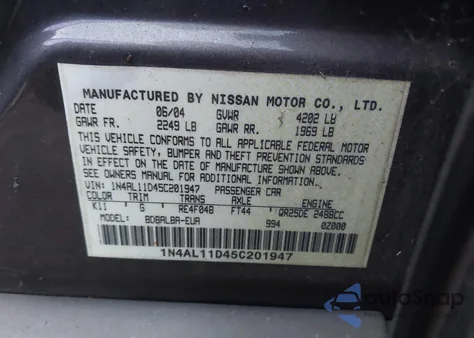 MANUFACTURED BY NISSAN MOTOR CO., LTD.
DATE 06/04 GVWR 4202 LB
GAWR FR. 2249 LB GAWR RR. 1969 LB
THIS VEHICLE CONFORMS TO ALL APPLICABLE FEDERAL MOTOR
VEHICLE SAFETY, BUMPER AND THEFT PREVENTION STANDARDS
IN EFFECT ON THE DATE OF MANUFACTURE SHOWN ABOVE.
SEE OWNERS MANUAL FOR ADDITIONAL INFORMATION.
VIN: 1N4AL11D45C201947 PASSENGER CAR
COLOR TRIM TRANS AXLE ENGINE
K11 G RE4F04B FT44 QR25DE 2488CC
MODEL: BDBALBA-EUA 994 0Z000
1N4AL11D45C201947
AutoSnap